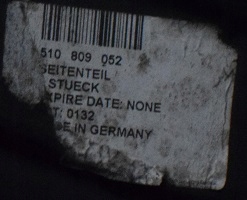 510 809 052
SEITENTEIL
STUECK
XPIRE DATE: NONE
T: 0132
E IN GERMANY